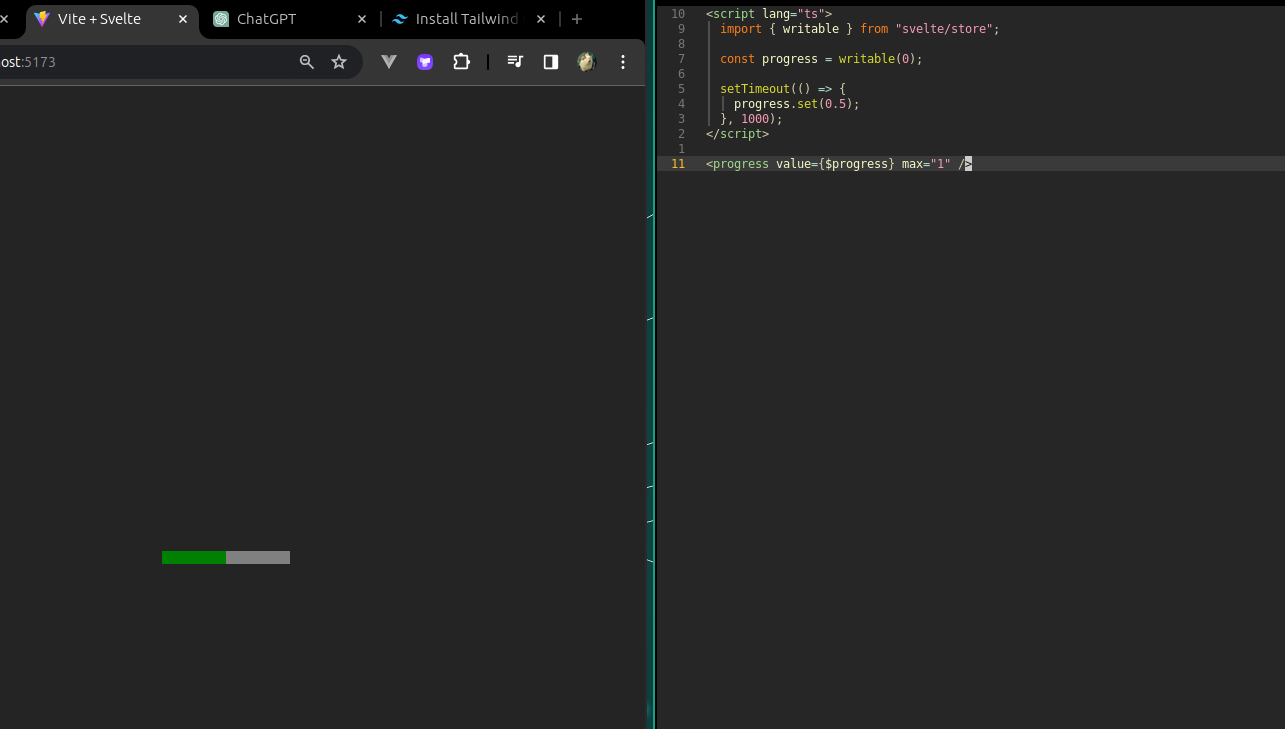 Vite + Svelte
ChatGPT
Install Tailwind
ost:5173
10 <script lang="ts">
9 import { writable } from "svelte/store";
8
7 const progress = writable(0);
6
5 setTimeout(() => {
4 progress.set(0.5);
3 }, 1000);
2 </script>
1
11 <progress value={$progress} max="1" />